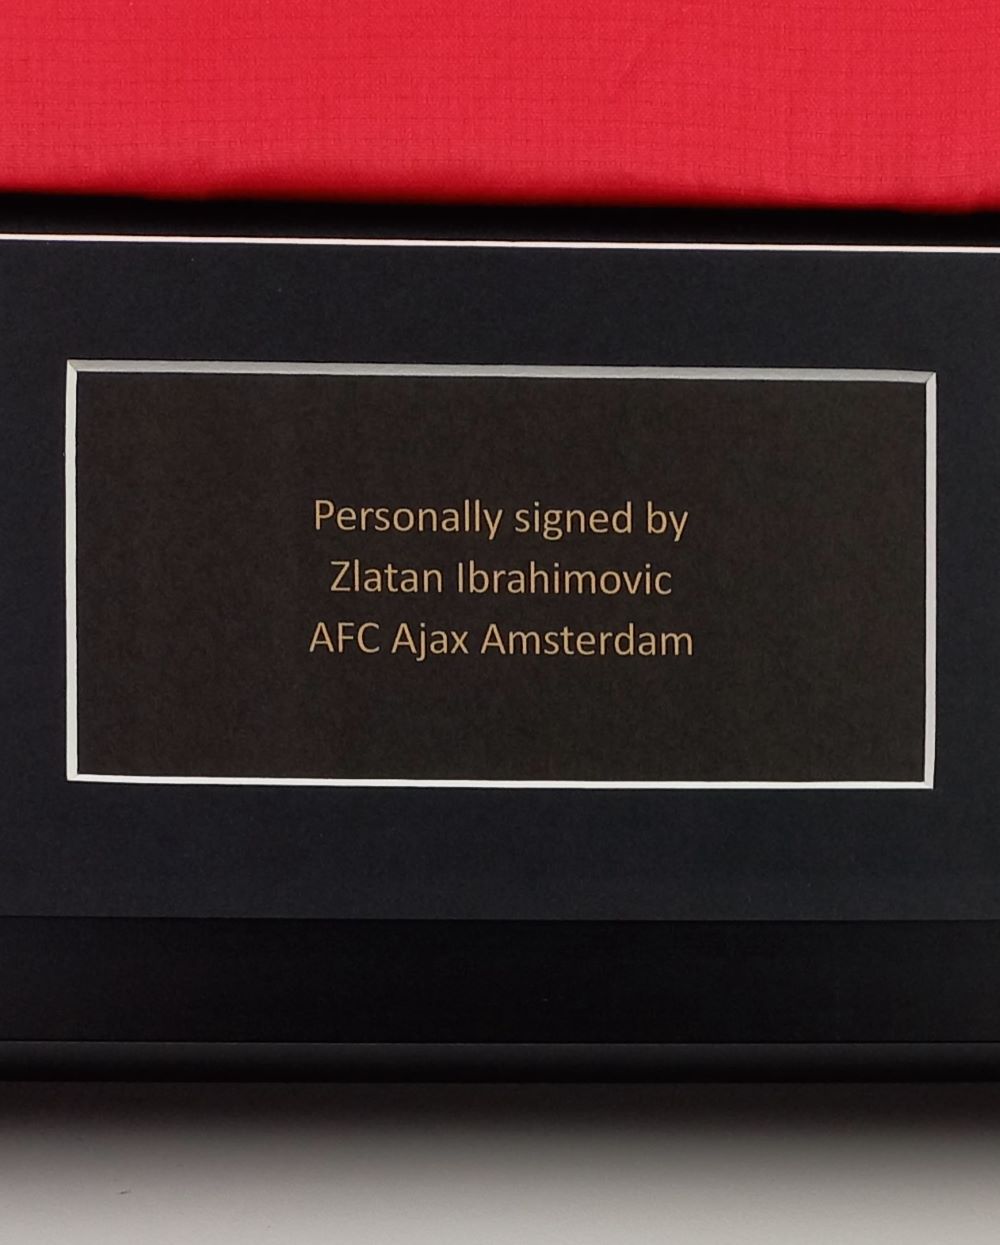 Personally signed by
Zlatan Ibrahimovic
AFC Ajax Amsterdam